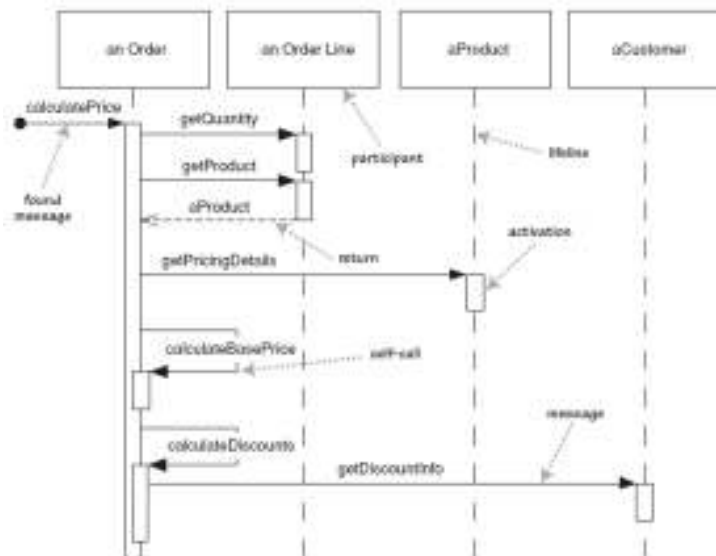 an Order
an Order Line
aProduct
aCustomer
calculatePrice
getQuantity
participant
lifeline
getProduct
found
message
aProduct
return
activation
getPricingDetails
calculateBasePrice
self-call
message
calculateDiscounts
getDiscountInfo